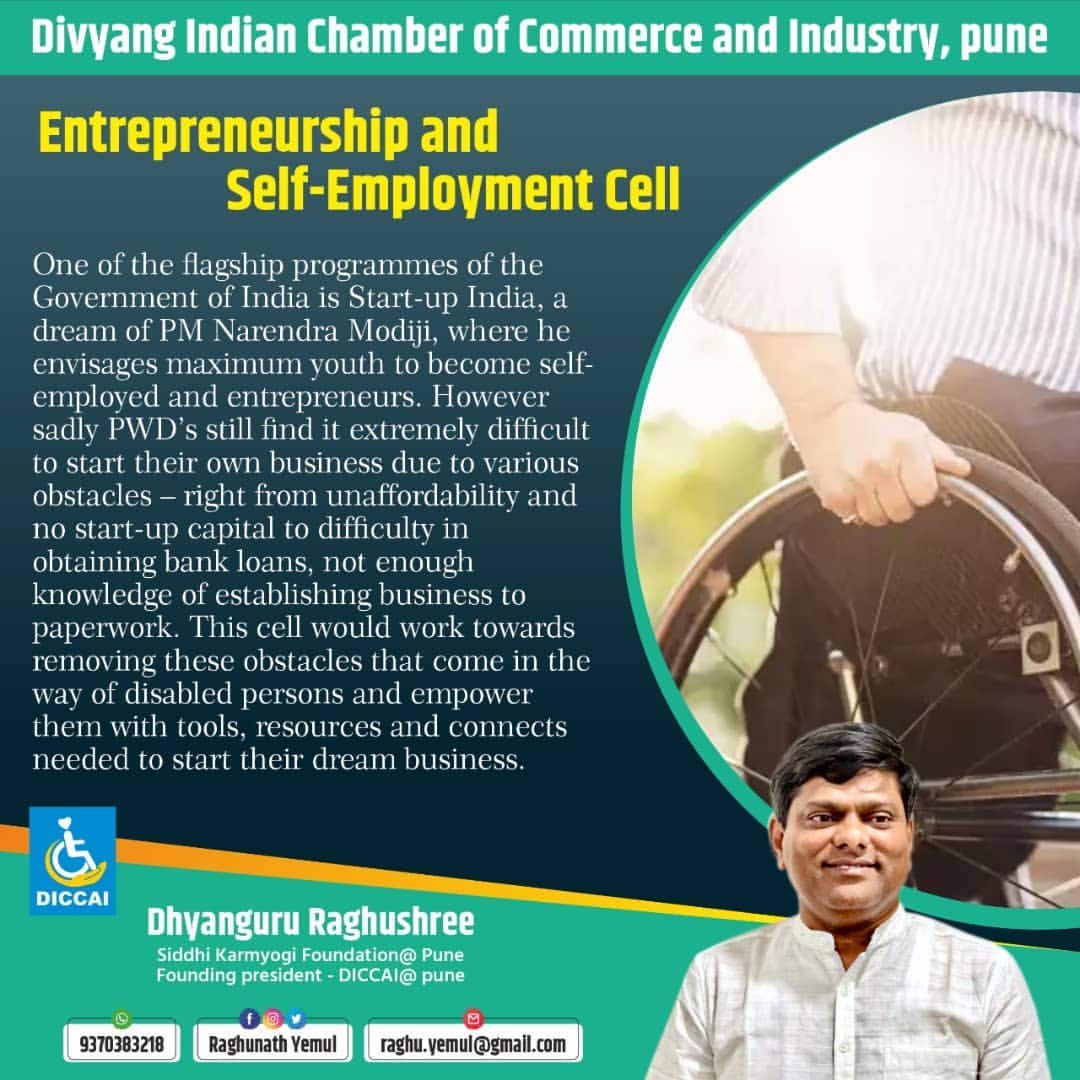 Divyang Indian Chamber of Commerce and Industry, pune
Entrepreneurship and
Self-Employment Cell
One of the flagship programmes of the
Government of India is Start-up India, a
dream of PM Narendra Modiji, where he
envisages maximum youth to become self-
employed and entrepreneurs. However
sadly PWD's still find it extremely difficult
to start their own business due to various
obstacles – right from unaffordability and
no start-up capital to difficulty in
obtaining bank loans, not enough
knowledge of establishing business to
paperwork. This cell would work towards
removing these obstacles that come in the
way of disabled persons and empower
them with tools, resources and connects
needed to start their dream business.
DICCAI
Dhyanguru Raghushree
Siddhi Karmyogi Foundation@ Pune
Founding president - DICCAI@ pune
9370383218
Raghunath Yemul
raghu.yemul@gmail.com